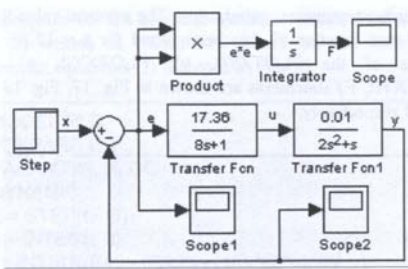 ×
e*e
1
F
Product
Integrator
Scope
Step
x
e
17.36
8s+1
Transfer Fcn
u
0.01
2s²+s
Transfer Fcn1
y
Scope1
Scope2